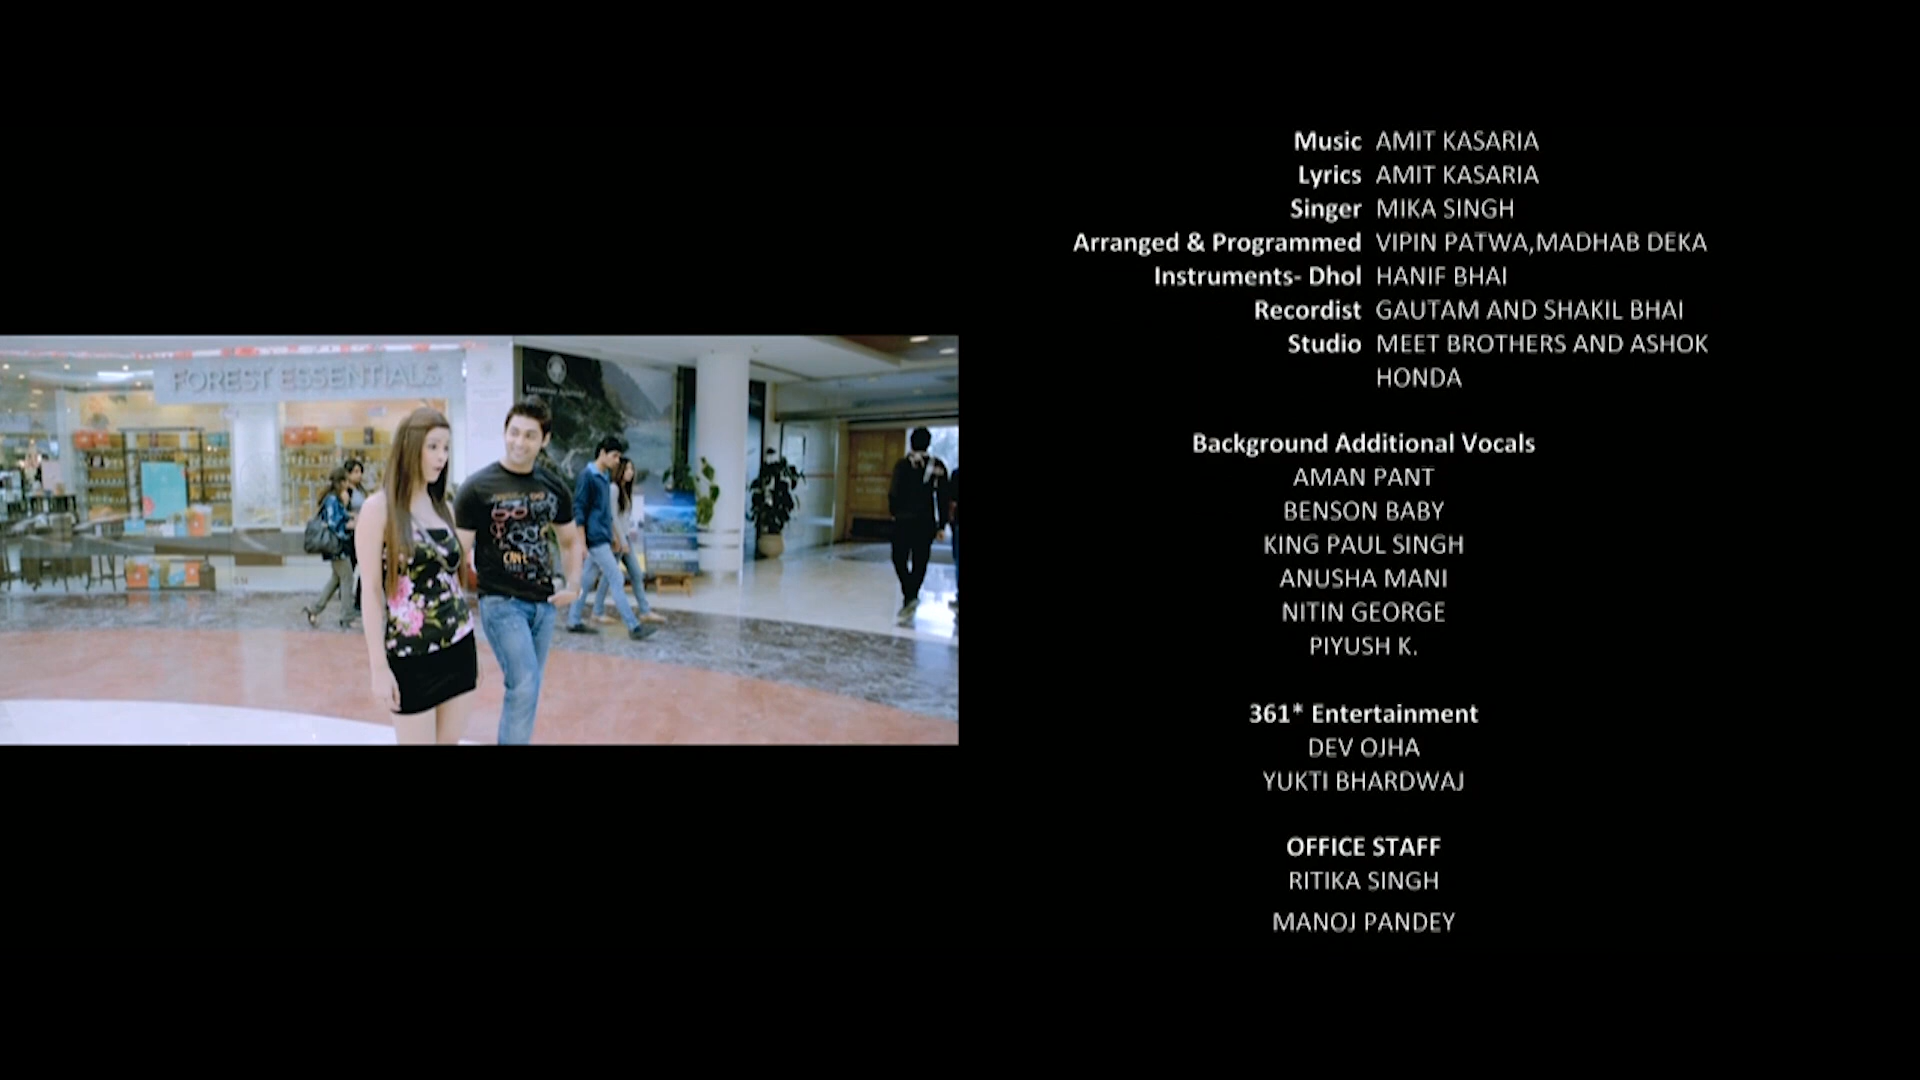 FOREST ESSENTIALS
Music AMIT KASARIA
Lyrics AMIT KASARIA
Singer MIKA SINGH
Arranged & Programmed VIPIN PATWA,MADHAB DEKA
Instruments- Dhol HANIF BHAI
Recordist GAUTAM AND SHAKIL BHAI
Studio MEET BROTHERS AND ASHOK
HONDA
Background Additional Vocals
AMAN PANT
BENSON BABY
KING PAUL SINGH
ANUSHA MANI
NITIN GEORGE
PIYUSH K.
361* Entertainment
DEV OJHA
YUKTI BHARDWAJ
OFFICE STAFF
RITIKA SINGH
MANOJ PANDEY